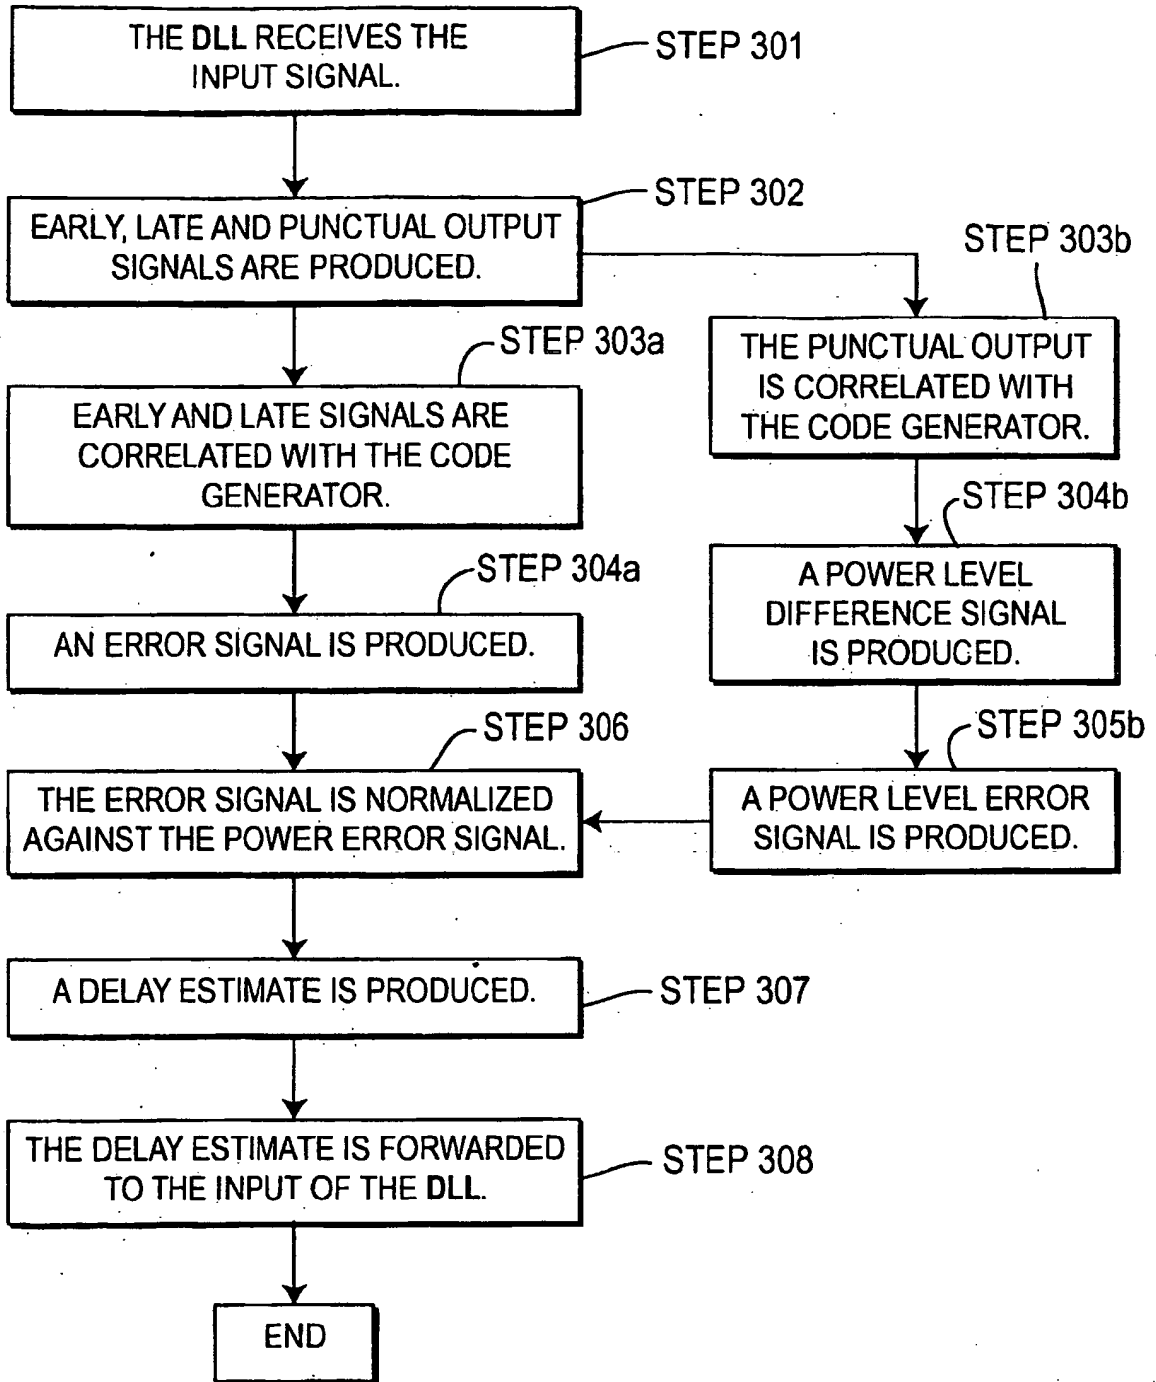 THE DLL RECEIVES THE
INPUT SIGNAL.
STEP 301
EARLY, LATE AND PUNCTUAL OUTPUT
SIGNALS ARE PRODUCED.
STEP 302
STEP 303a
EARLY AND LATE SIGNALS ARE
CORRELATED WITH THE CODE
GENERATOR.
STEP 303b
THE PUNCTUAL OUTPUT
IS CORRELATED WITH
THE CODE GENERATOR.
STEP 304a
AN ERROR SIGNAL IS PRODUCED.
STEP 304b
A POWER LEVEL
DIFFERENCE SIGNAL
IS PRODUCED.
STEP 305b
A POWER LEVEL ERROR
SIGNAL IS PRODUCED.
STEP 306
THE ERROR SIGNAL IS NORMALIZED
AGAINST THE POWER ERROR SIGNAL.
A DELAY ESTIMATE IS PRODUCED.
STEP 307
THE DELAY ESTIMATE IS FORWARDED
TO THE INPUT OF THE DLL.
STEP 308
END